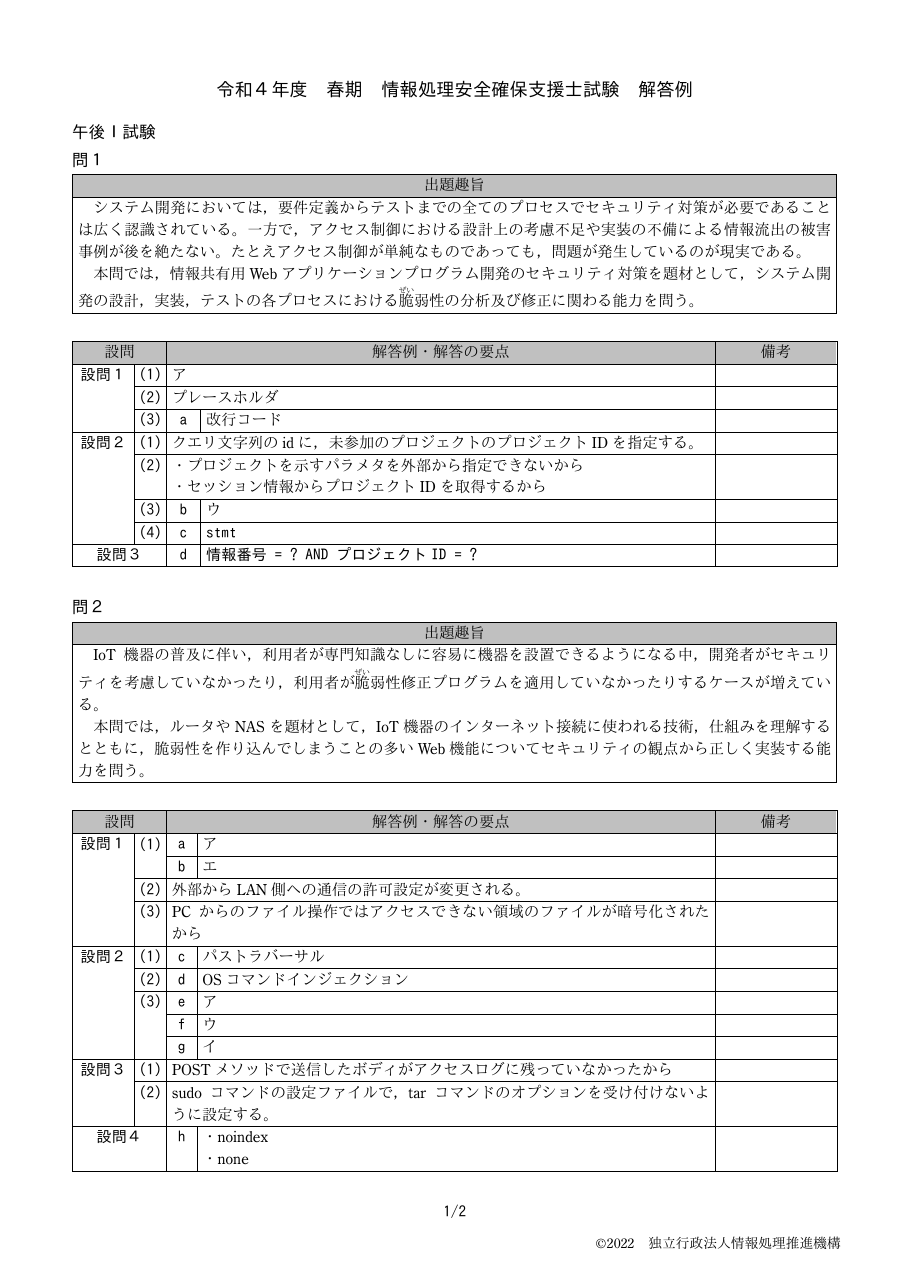 令和４年度　春期　情報処理安全確保支援士試験　解答例
午後Ⅰ試験
問１
出題趣旨
　システム開発においては，要件定義からテストまでの全てのプロセスでセキュリティ対策が必要であること
は広く認識されている。一方で，アクセス制御における設計上の考慮不足や実装の不備による情報流出の被害
事例が後を絶たない。たとえアクセス制御が単純なものであっても，問題が発生しているのが現実である。
　本問では，情報共有用 Web アプリケーションプログラム開発のセキュリティ対策を題材として，システム開
ぜい
発の設計，実装，テストの各プロセスにおける脆弱性の分析及び修正に関わる能力を問う。
設問 解答例・解答の要点 備考
設問１ (1) ア
(2) プレースホルダ
(3) a 改行コード
設問２ (1) クエリ文字列の id に，未参加のプロジェクトのプロジェクト ID を指定する。
(2) ・プロジェクトを示すパラメタを外部から指定できないから
・セッション情報からプロジェクト ID を取得するから
(3) b ウ
(4) c stmt
設問３ d 情報番号 = ? AND プロジェクト ID = ?
問２
出題趣旨
　IoT 機器の普及に伴い，利用者が専門知識なしに容易に機器を設置できるようになる中，開発者がセキュリ
ぜい
ティを考慮していなかったり，利用者が脆弱性修正プログラムを適用していなかったりするケースが増えてい
る。
　本問では，ルータや NAS を題材として，IoT 機器のインターネット接続に使われる技術，仕組みを理解する
とともに，脆弱性を作り込んでしまうことの多い Web 機能についてセキュリティの観点から正しく実装する能
力を問う。
設問 解答例・解答の要点 備考
設問１ (1) a ア
b エ
(2) 外部から LAN 側への通信の許可設定が変更される。
(3) PC からのファイル操作ではアクセスできない領域のファイルが暗号化された
から
設問２ (1) c パストラバーサル
(2) d OS コマンドインジェクション
(3) e ア
f ウ
g イ
設問３ (1) POST メソッドで送信したボディがアクセスログに残っていなかったから
(2) sudo コマンドの設定ファイルで，tar コマンドのオプションを受け付けないよ
うに設定する。
設問４ h ・noindex
・none
1/2
©2022　独立行政法人情報処理推進機構